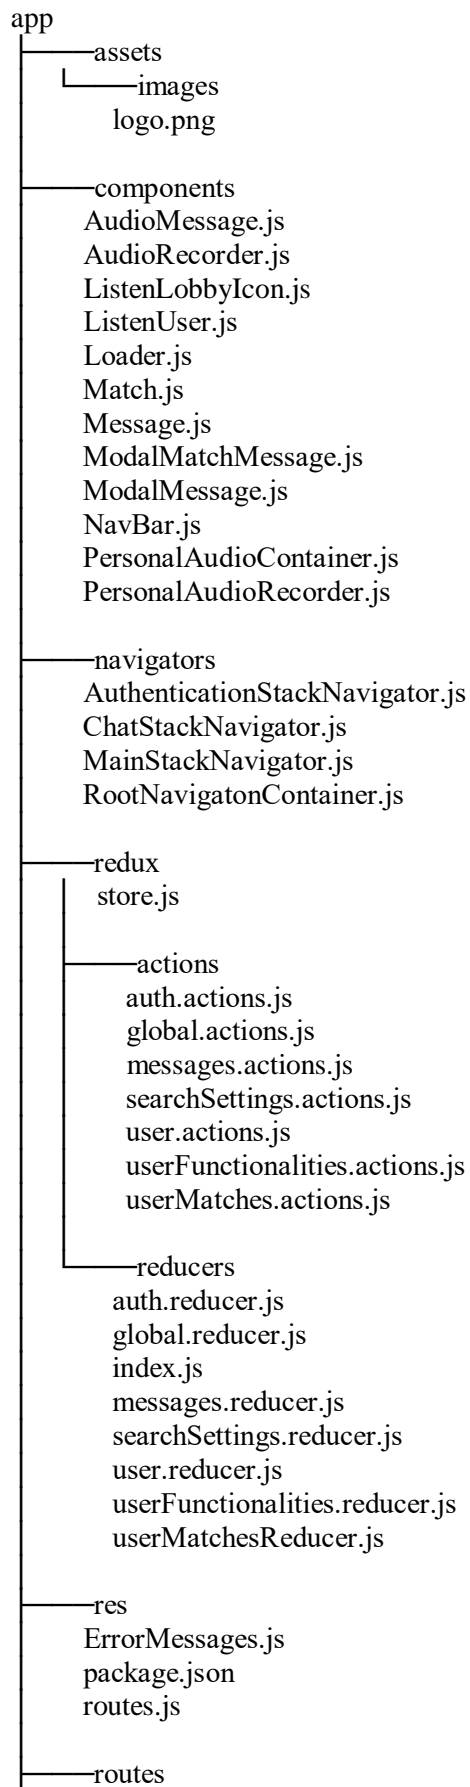 app
assets
images
logo.png
components
AudioMessage.js
AudioRecorder.js
ListenLobbyIcon.js
ListenUser.js
Loader.js
Match.js
Message.js
ModalMatchMessage.js
ModalMessage.js
NavBar.js
PersonalAudioContainer.js
PersonalAudioRecorder.js
navigators
AuthenticationStackNavigator.js
ChatStackNavigator.js
MainStackNavigator.js
RootNavigatonContainer.js
redux
store.js
actions
auth.actions.js
global.actions.js
messages.actions.js
searchSettings.actions.js
user.actions.js
userFunctionalities.actions.js
userMatches.actions.js
reducers
auth.reducer.js
global.reducer.js
index.js
messages.reducer.js
searchSettings.reducer.js
user.reducer.js
userFunctionalities.reducer.js
userMatchesReducer.js
res
ErrorMessages.js
package.json
routes.js
routes